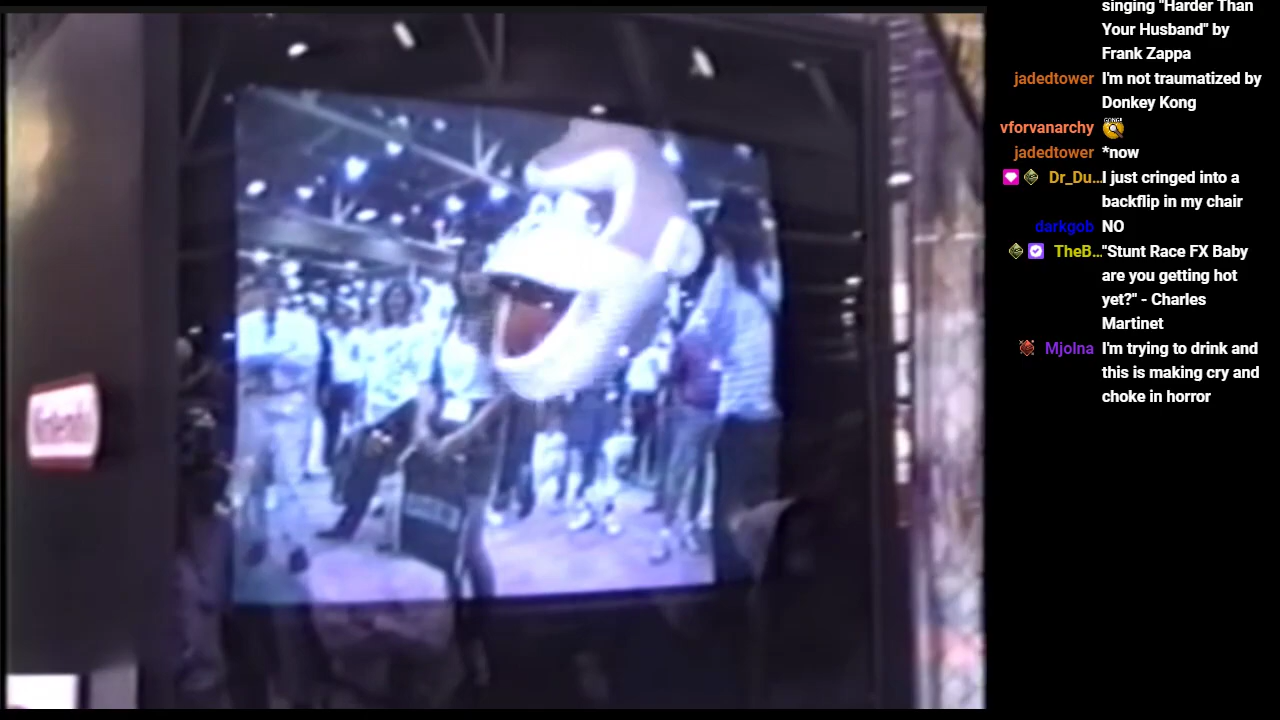 singing "Harder Than
Your Husband" by
Frank Zappa
jadedtower I'm not traumatized by
Donkey Kong
vforvanarchy
jadedtower *now
Dr_Du... I just cringed into a
backflip in my chair
darkgob NO
TheB... "Stunt Race FX Baby
are you getting hot
yet?" - Charles
Martinet
Mjolna I'm trying to drink and
this is making cry and
choke in horror